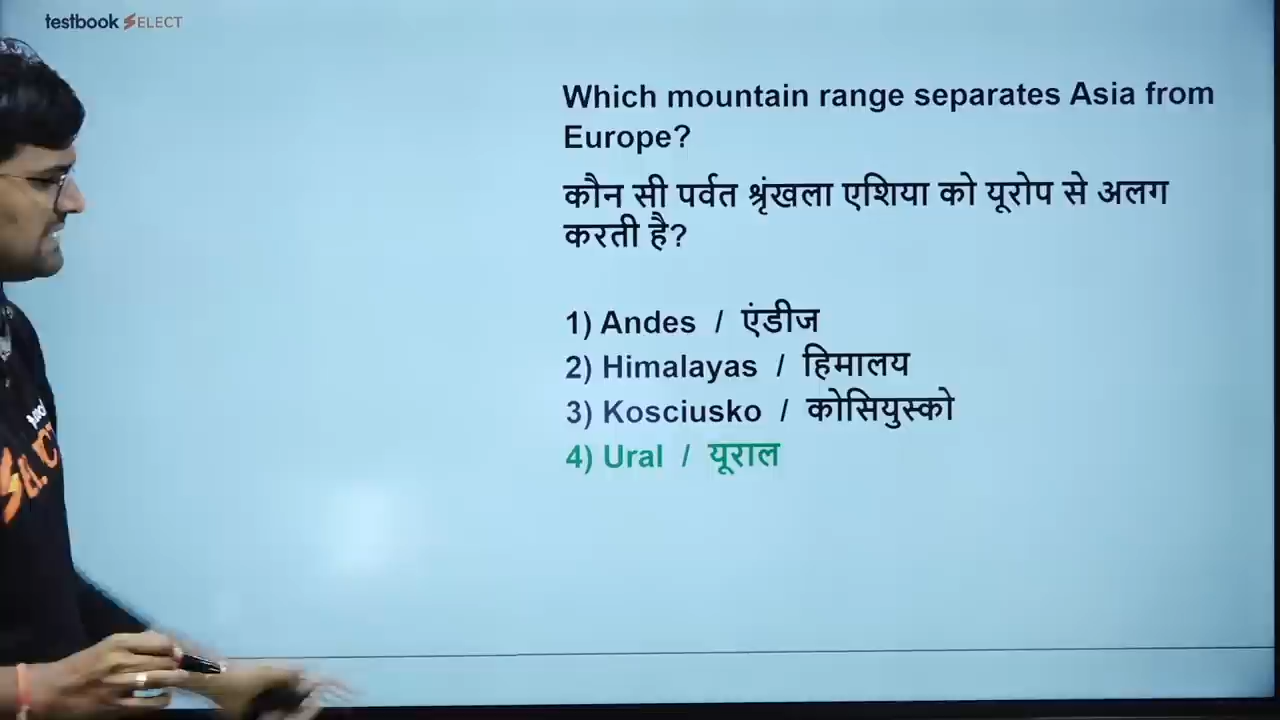 testbook SELECT
Which mountain range separates Asia from
Europe?
कौन सी पर्वत श्रृंखला एशिया को यूरोप से अलग
करती है?
1) Andes / एंडीज
2) Himalayas / हिमालय
3) Kosciusko / कोसियुस्को
4) Ural / यूराल